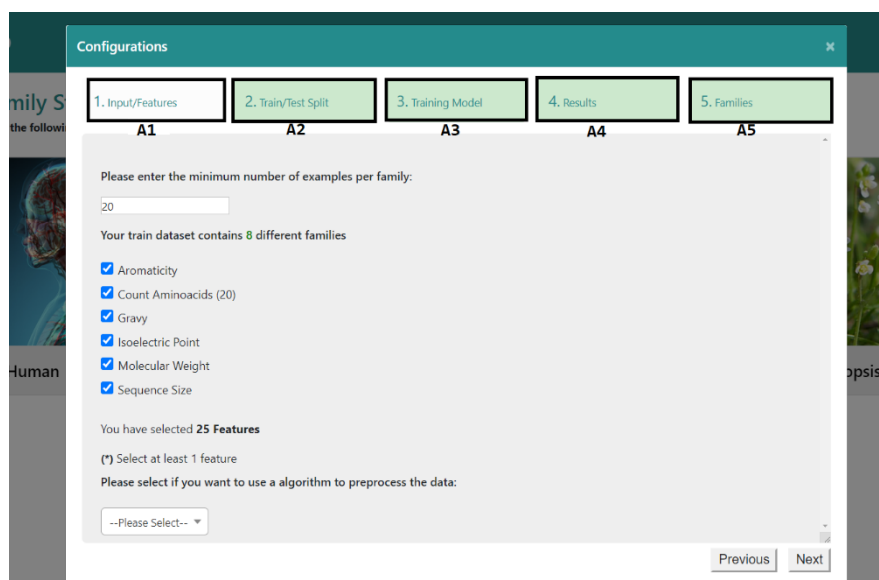 Configurations ×
mily S
the followi
1. Input/Features
2. Train/Test Split
3. Training Model
4. Results
5. Families
A1
A2
A3
A4
A5
Please enter the minimum number of examples per family:
20
Your train dataset contains 8 different families
Aromaticity
Count Aminoacids (20)
Gravy
Isoelectric Point
Molecular Weight
Sequence Size
Human
opsis
You have selected 25 Features
(*) Select at least 1 feature
Please select if you want to use a algorithm to preprocess the data:
--Please Select--
Previous
Next